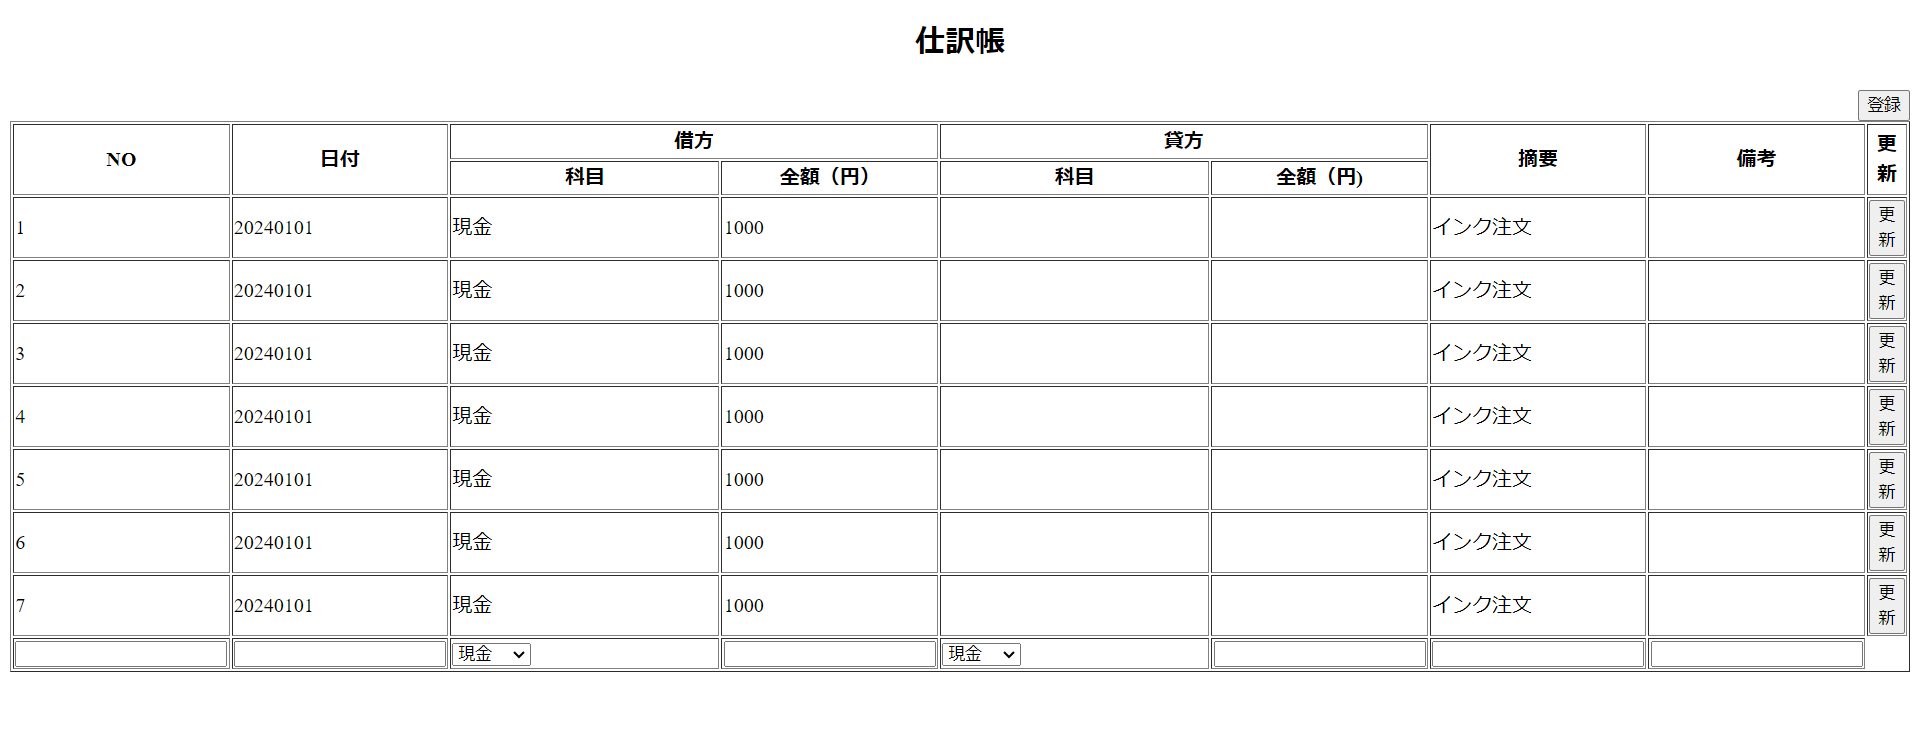 仕訳帳
登録
NO 日付 借方 貸方 摘要 備考 更新
科目 全額（円） 科目 全額（円)
1 20240101 現金 1000 インク注文 更新
2 20240101 現金 1000 インク注文 更新
3 20240101 現金 1000 インク注文 更新
4 20240101 現金 1000 インク注文 更新
5 20240101 現金 1000 インク注文 更新
6 20240101 現金 1000 インク注文 更新
7 20240101 現金 1000 インク注文 更新
現金 現金